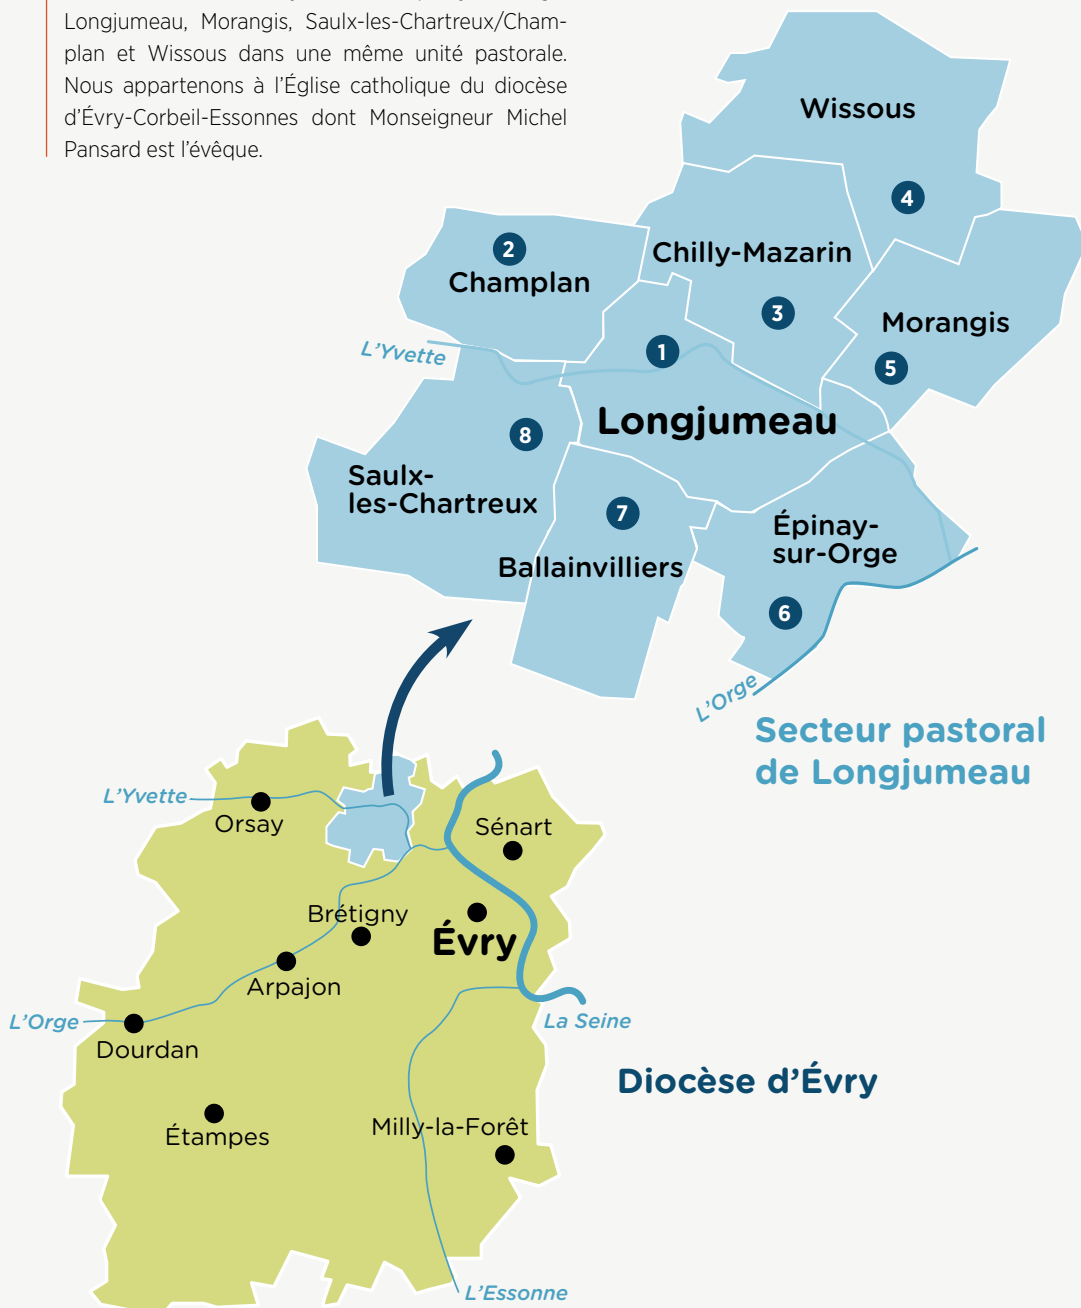 Longjumeau, Morangis, Saulx-les-Chartreux/Cham-
plan et Wissous dans une même unité pastorale.
Nous appartenons à l'Église catholique du diocèse
d'Évry-Corbeil-Essonnes dont Monseigneur Michel
Pansard est l'évêque.
Wissous
4
2
Champlan
Chilly-Mazarin
3
Morangis
5
L'Yvette
1
Longjumeau
8
Saulx-
les-Chartreux
7
Ballainvilliers
Épinay-
sur-Orge
6
L'Orge
Secteur pastoral
de Longjumeau
L'Yvette
Orsay
Sénart
Brétigny
Évry
Arpajon
L'Orge
Dourdan
La Seine
Diocèse d'Évry
Étampes
Milly-la-Forêt
L'Essonne